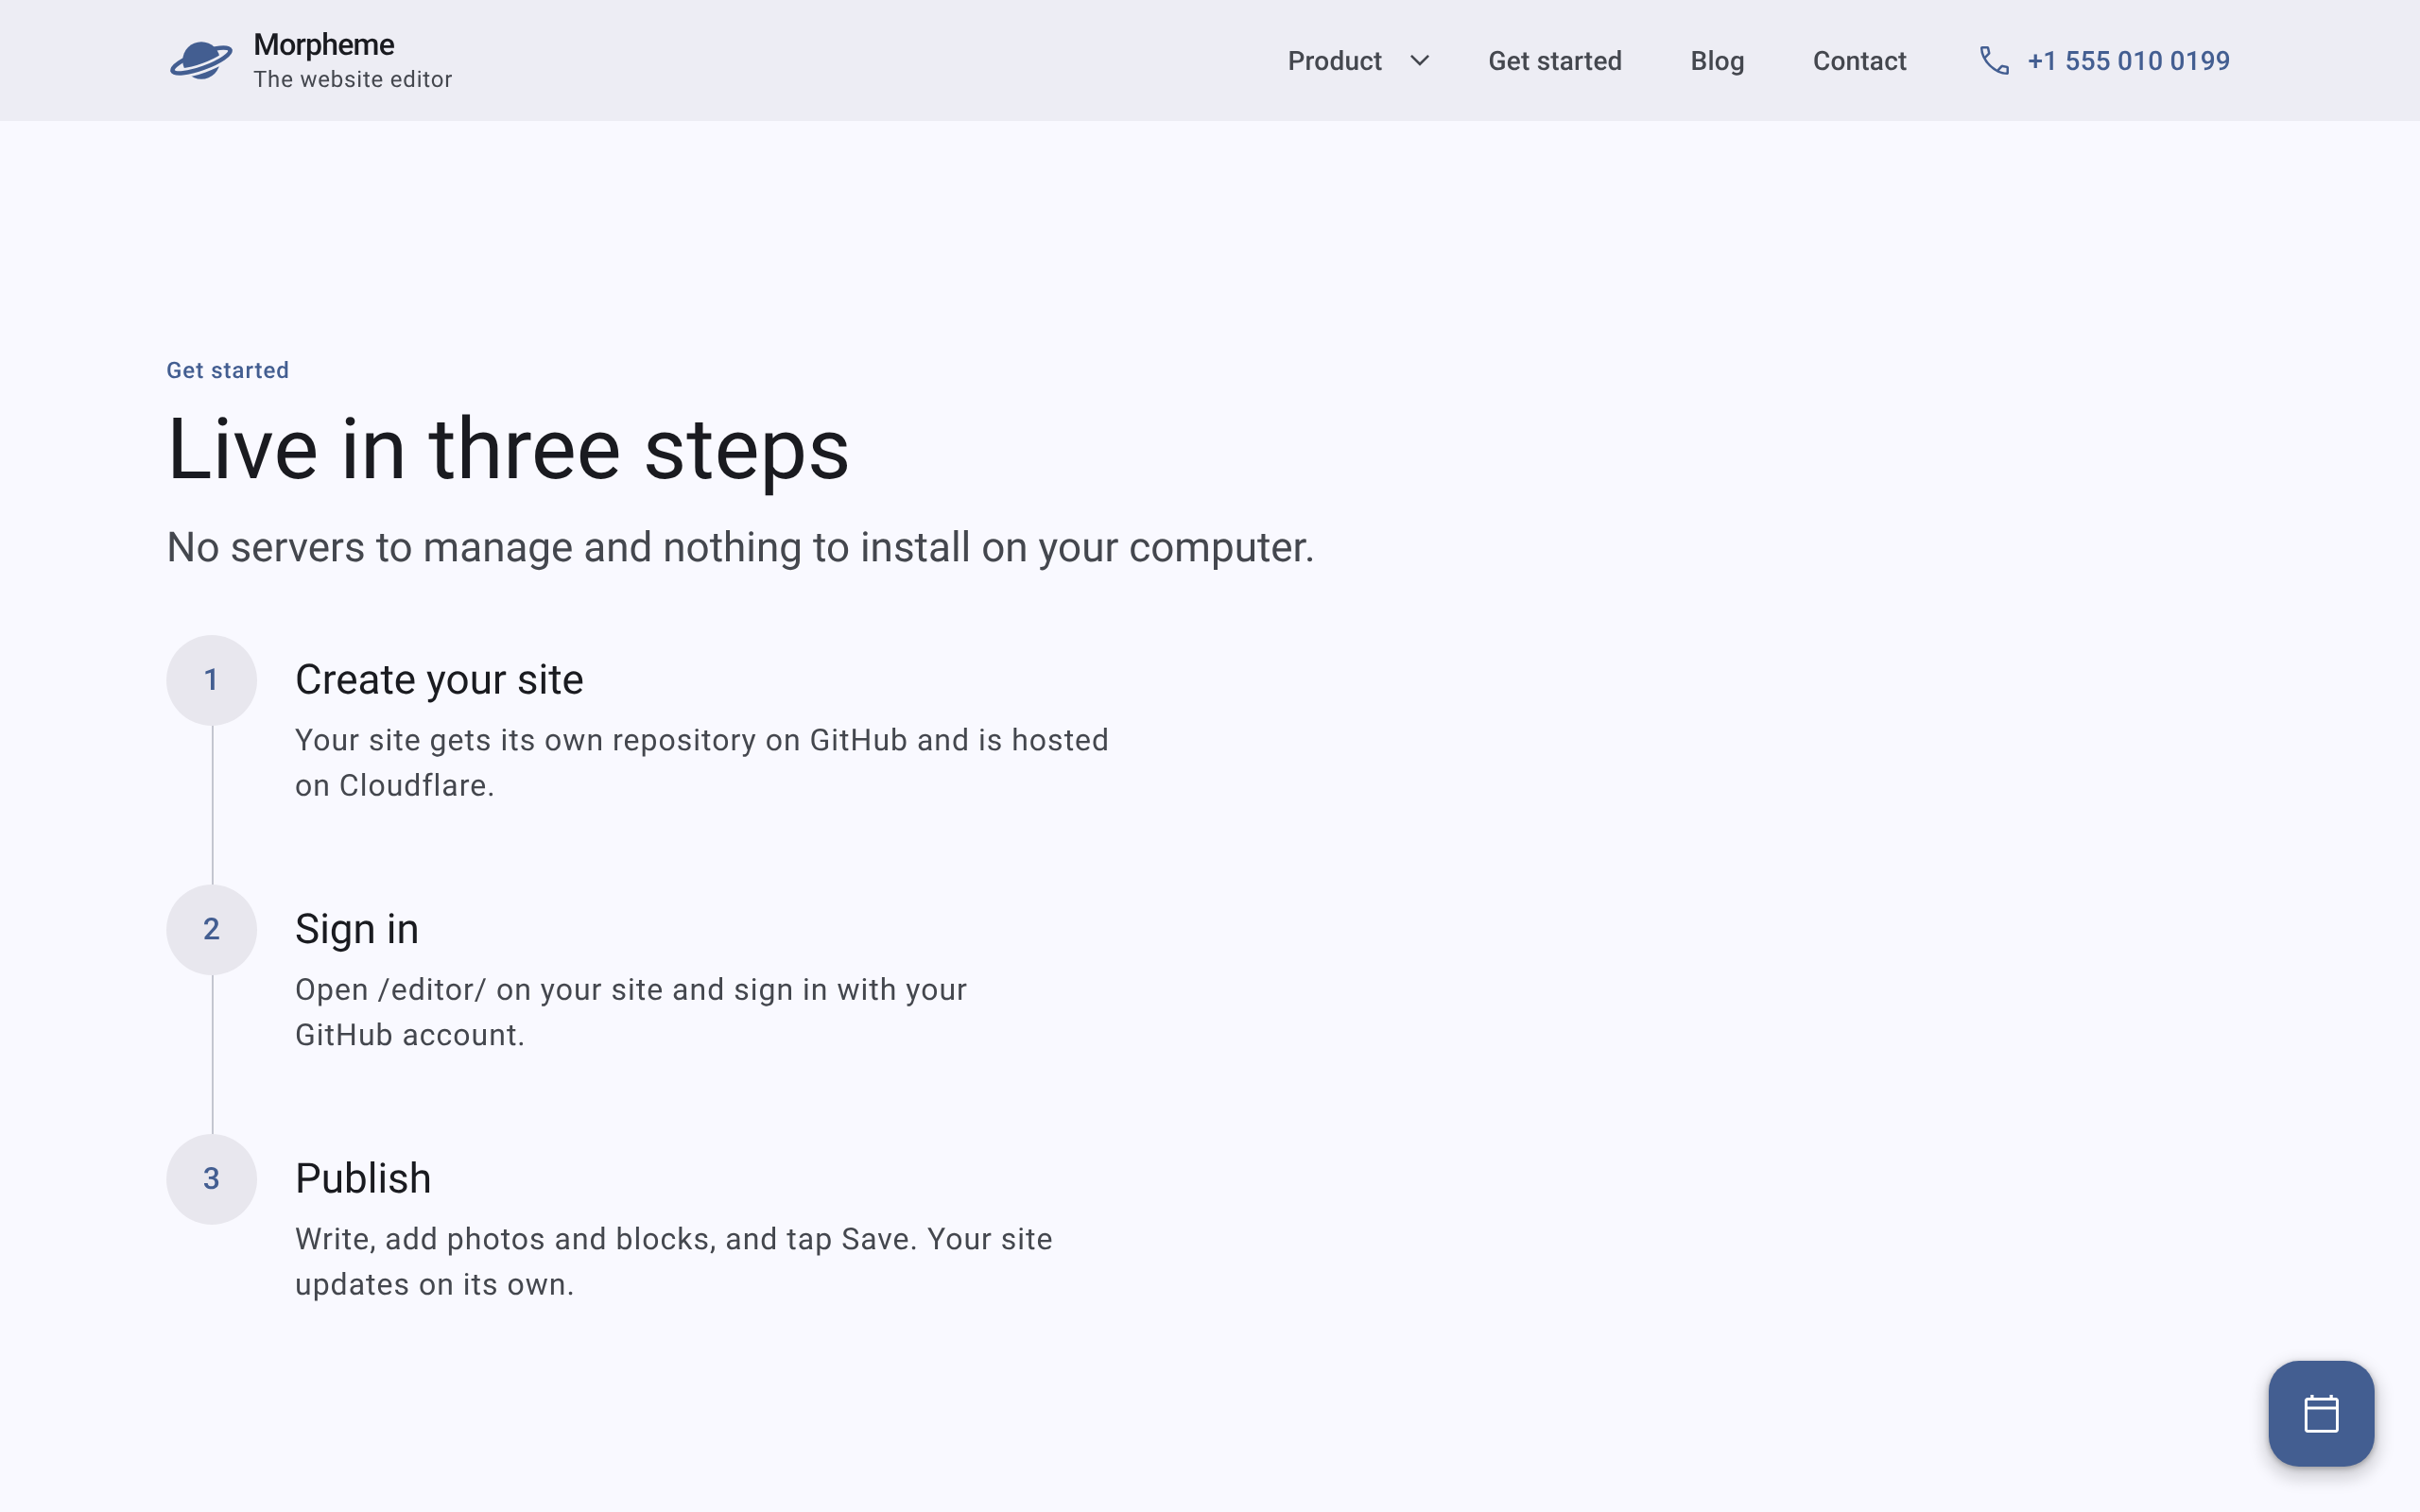 Morpheme
The website editor
Product
Get started
Blog
Contact
+1 555 010 0199
Get started
Live in three steps
No servers to manage and nothing to install on your computer.
1
Create your site
Your site gets its own repository on GitHub and is hosted
on Cloudflare.
2
Sign in
Open /editor/ on your site and sign in with your
GitHub account.
3
Publish
Write, add photos and blocks, and tap Save. Your site
updates on its own.